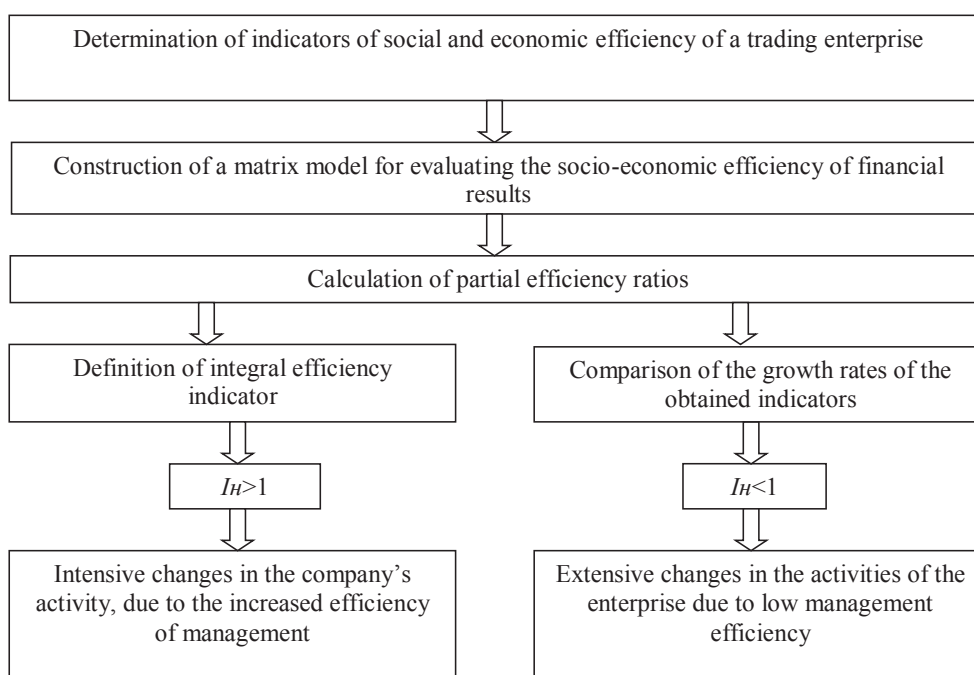 Determination of indicators of social and economic efficiency of a trading enterprise
Construction of a matrix model for evaluating the socio-economic efficiency of financial
results
Calculation of partial efficiency ratios
Definition of integral efficiency
indicator
Comparison of the growth rates of the
obtained indicators
Iн>1
Iн<1
Intensive changes in the company’s
activity, due to the increased efficiency
of management
Extensive changes in the activities of the
enterprise due to low management
efficiency